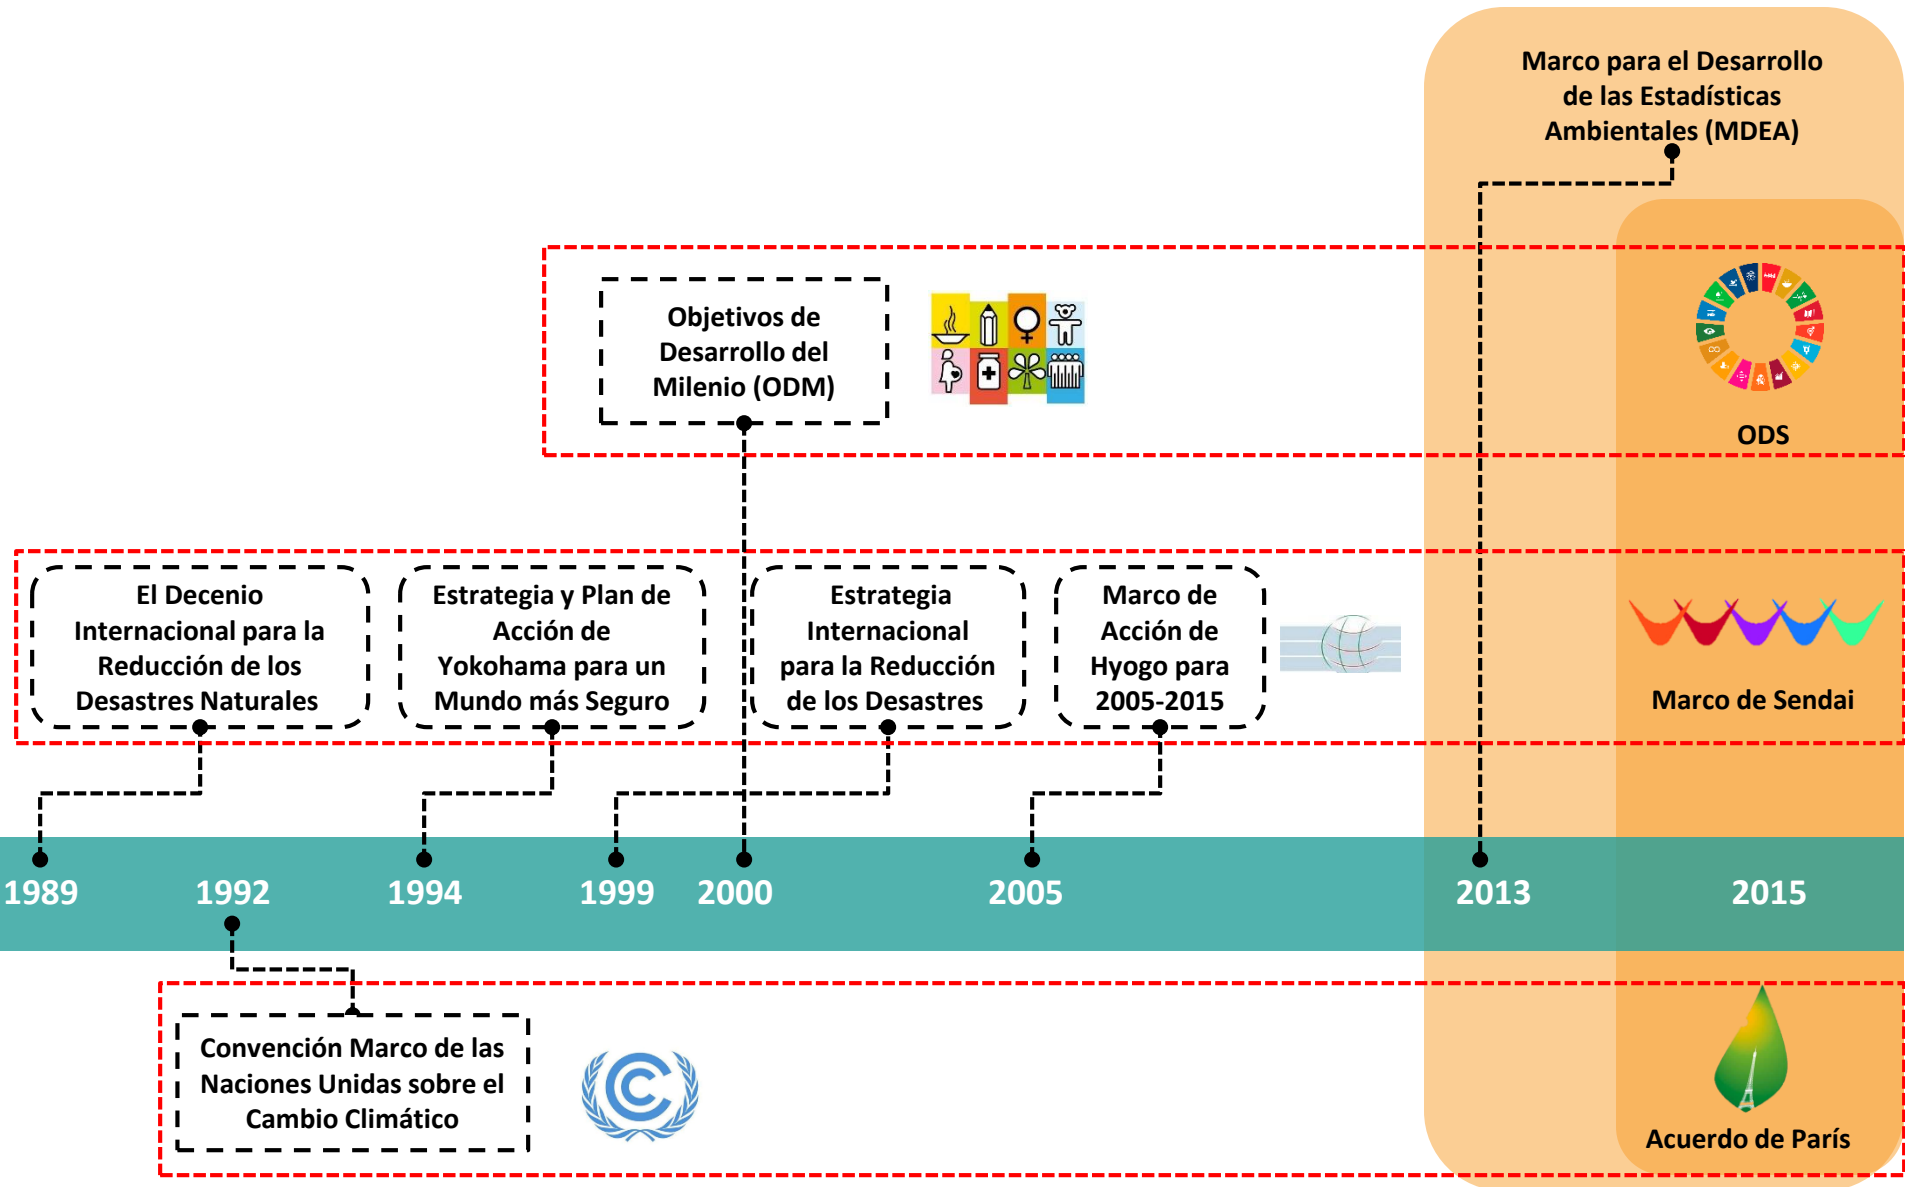 Marco para el Desarrollo
de las Estadísticas
Ambientales (MDEA)
Objetivos de
Desarrollo del
Milenio (ODM)
ODS
El Decenio
Internacional para la
Reducción de los
Desastres Naturales
Estrategia y Plan de
Acción de
Yokohama para un
Mundo más Seguro
Estrategia
Internacional
para la Reducción
de los Desastres
Marco de
Acción de
Hyogo para
2005-2015
Marco de Sendai
1989
1992
1994
1999
2000
2005
2013
2015
Convención Marco de las
Naciones Unidas sobre el
Cambio Climático
Acuerdo de París